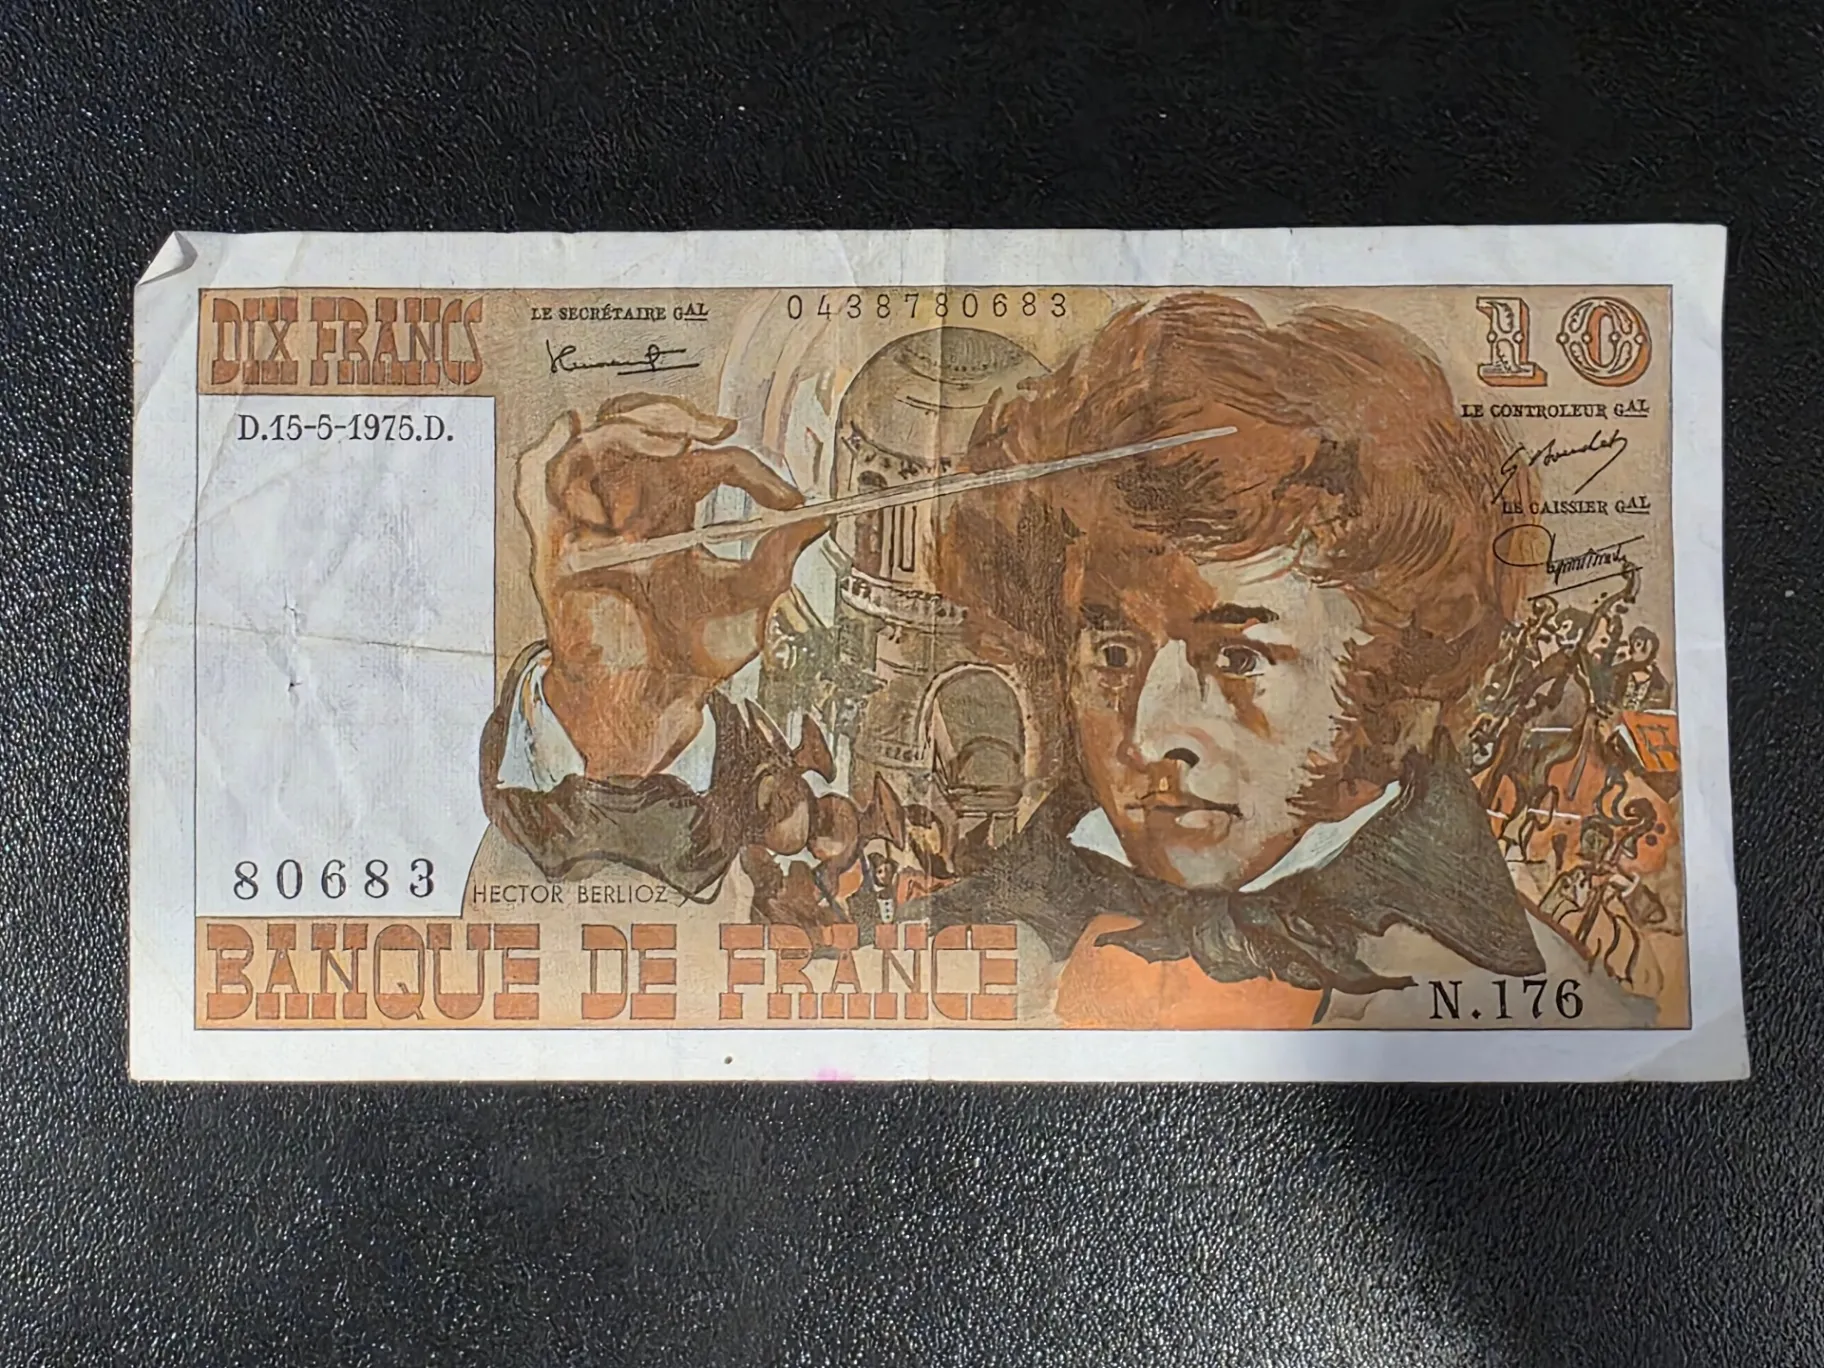 DIX FRANCS
LE SECRÉTAIRE GAL
0438780683
10
D.15-5-1975.D.
LE CONTROLEUR GAL
LE CAISSIER GAL
80683
HECTOR BERLIOZ
BANQUE DE FRANCE
N.176